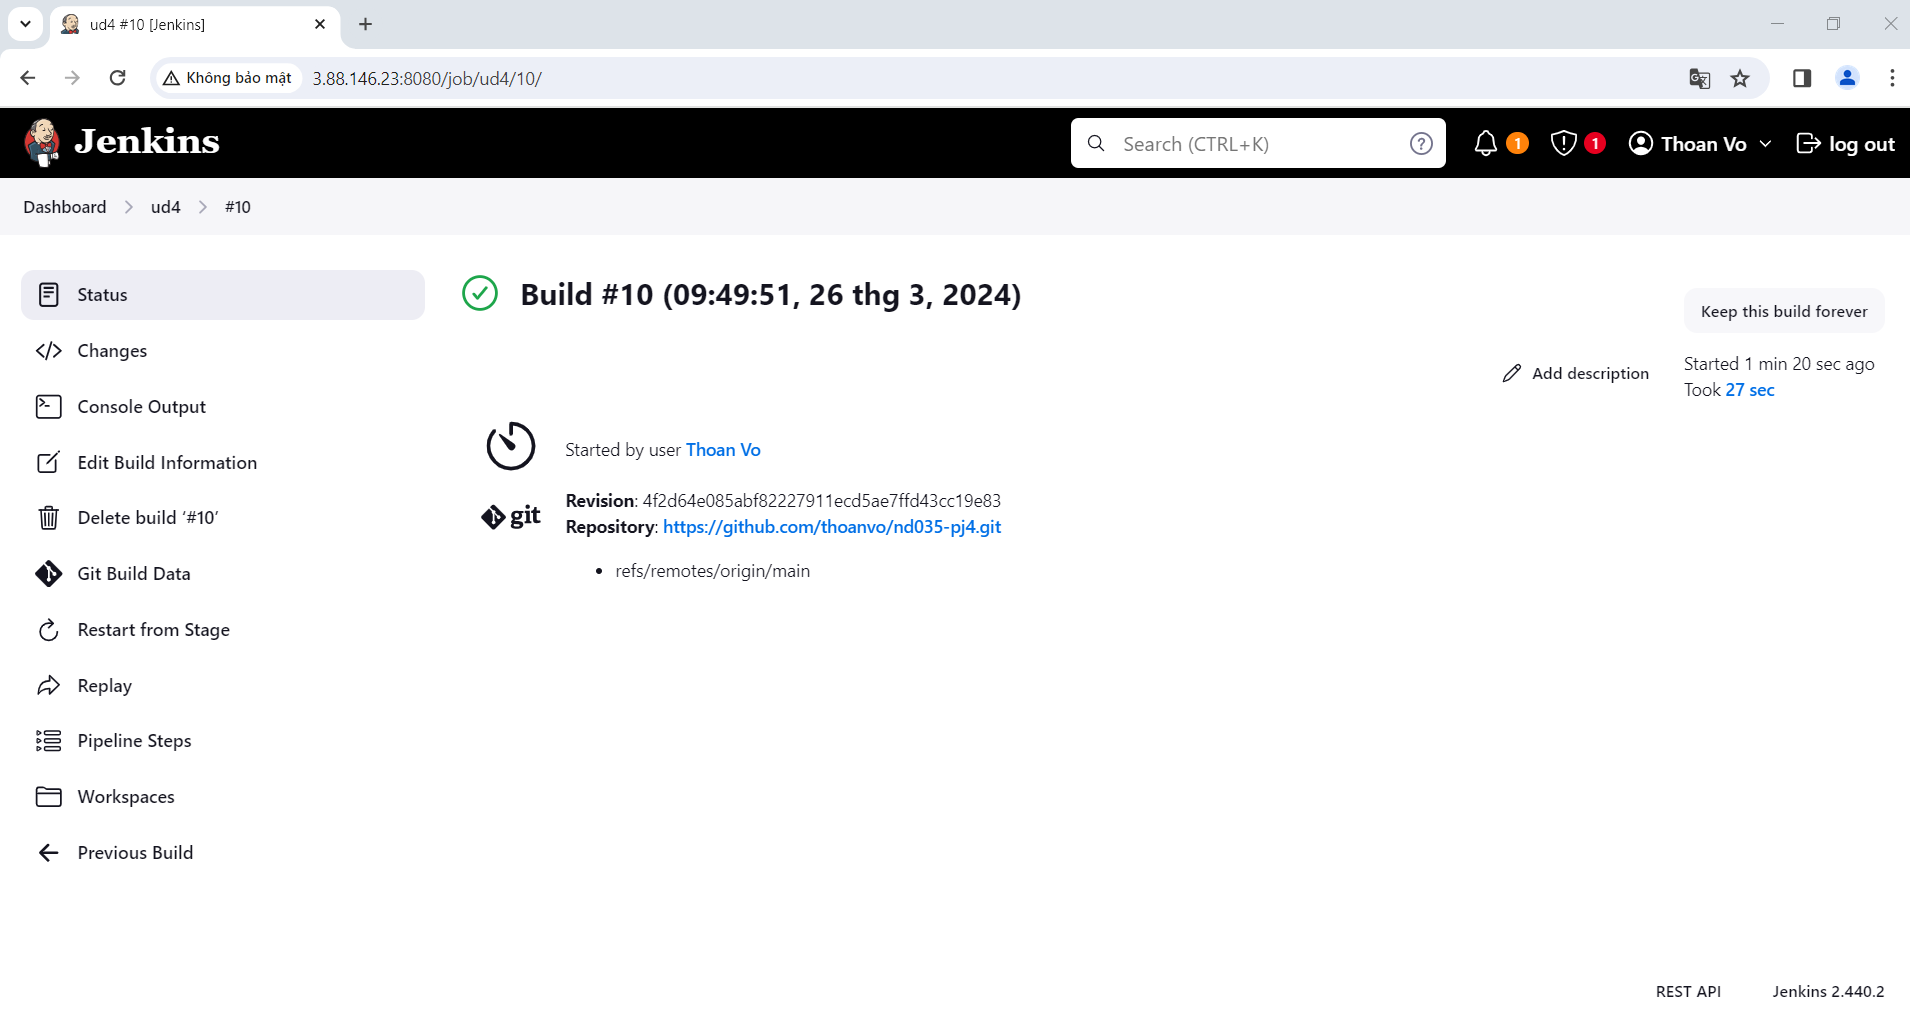 ud4 #10 [Jenkins]
Không bảo mật 3.88.146.23:8080/job/ud4/10/
Jenkins
Search (CTRL+K)
1
1
Thoan Vo
log out
Dashboard
ud4
#10
Status
Changes
Console Output
Edit Build Information
Delete build ‘#10’
Git Build Data
Restart from Stage
Replay
Pipeline Steps
Workspaces
Previous Build
Build #10 (09:49:51, 26 thg 3, 2024)
Keep this build forever
Add description
Started 1 min 20 sec ago
Took 27 sec
Started by user Thoan Vo
git
Revision: 4f2d64e085abf82227911ecd5ae7ffd43cc19e83
Repository: https://github.com/thoanvo/nd035-pj4.git
• refs/remotes/origin/main
REST API
Jenkins 2.440.2